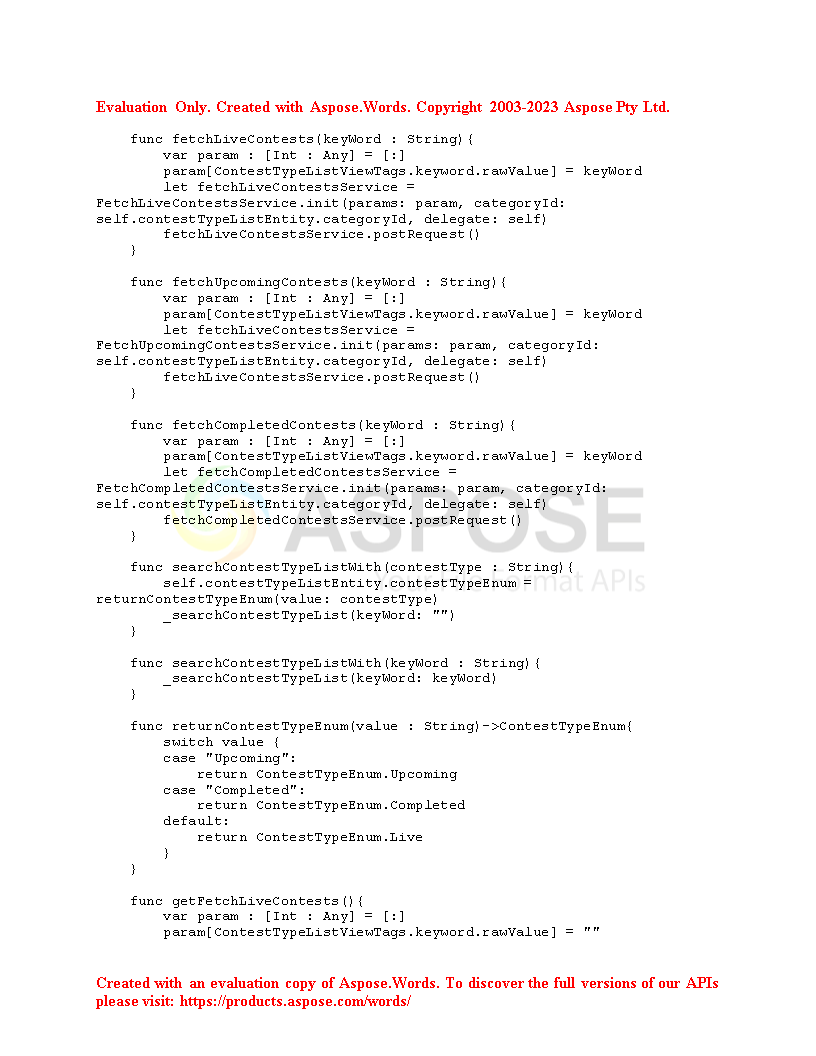 Evaluation Only. Created with Aspose.Words. Copyright 2003-2023 Aspose Pty Ltd.
func fetchLiveContests(keyWord : String){
var param : [Int : Any] = [:]
param[ContestTypeListViewTags.keyword.rawValue] = keyWord
let fetchLiveContestsService =
FetchLiveContestsService.init(params: param, categoryId:
self.contestTypeListEntity.categoryId, delegate: self)
fetchLiveContestsService.postRequest()
}
func fetchUpcomingContests(keyWord : String){
var param : [Int : Any] = [:]
param[ContestTypeListViewTags.keyword.rawValue] = keyWord
let fetchLiveContestsService =
FetchUpcomingContestsService.init(params: param, categoryId:
self.contestTypeListEntity.categoryId, delegate: self)
fetchLiveContestsService.postRequest()
}
func fetchCompletedContests(keyWord : String){
var param : [Int : Any] = [:]
param[ContestTypeListViewTags.keyword.rawValue] = keyWord
let fetchCompletedContestsService =
FetchCompletedContestsService.init(params: param, categoryId:
self.contestTypeListEntity.categoryId, delegate: self)
fetchCompletedContestsService.postRequest()
}
ASPOSE
func searchContestTypeListWith(contestType : String){
self.contestTypeListEntity.contestTypeEnum =
format APIs
returnContestTypeEnum(value: contestType)
_searchContestTypeList(keyWord: "")
}
func searchContestTypeListWith(keyWord : String){
_searchContestTypeList(keyWord: keyWord)
}
func returnContestTypeEnum(value : String)->ContestTypeEnum{
switch value {
case "Upcoming":
return ContestTypeEnum.Upcoming
case "Completed":
return ContestTypeEnum.Completed
default:
return ContestTypeEnum.Live
}
}
func getFetchLiveContests(){
var param : [Int : Any] = [:]
param[ContestTypeListViewTags.keyword.rawValue] = ""
Created with an evaluation copy of Aspose.Words. To discover the full versions of our APIs
please visit: https://products.aspose.com/words/